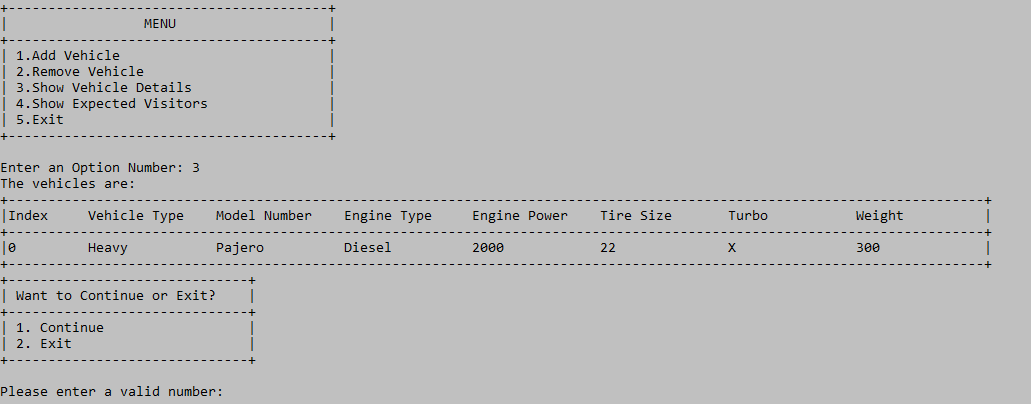 +----------------------------------------+
|                 MENU                   |
+----------------------------------------+
| 1.Add Vehicle                          |
| 2.Remove Vehicle                       |
| 3.Show Vehicle Details                 |
| 4.Show Expected Visitors               |
| 5.Exit                                 |
+----------------------------------------+
Enter an Option Number: 3
The vehicles are:
+--------------------------------------------------------------------------------------------------------------------------+
|Index     Vehicle Type    Model Number    Engine Type     Engine Power    Tire Size       Turbo           Weight          |
+--------------------------------------------------------------------------------------------------------------------------+
|0         Heavy           Pajero          Diesel          2000            22              X               300             |
+--------------------------------------------------------------------------------------------------------------------------+
+------------------------------+
| Want to Continue or Exit?    |
+------------------------------+
| 1. Continue                  |
| 2. Exit                      |
+------------------------------+
Please enter a valid number: